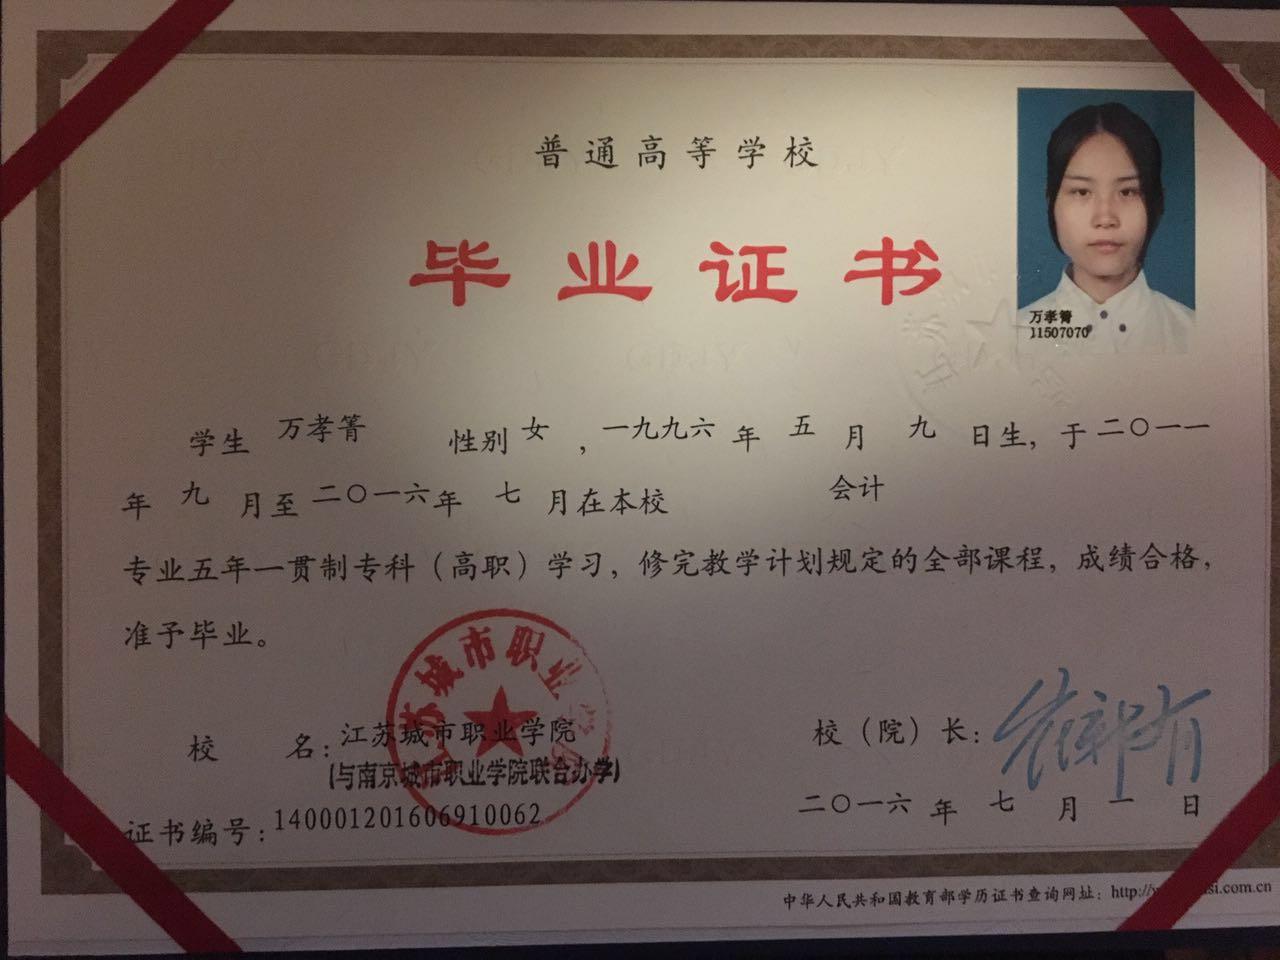 普通高等学校
毕业证书
万孝箐
11507070
学生 万孝箐 性别 女 ，一九九六 年 五 月 九 日生，于 二〇一一
年 九 月至 二〇一六 年 七 月在本校 会计
专业五年一贯制专科（高职）学习，修完教学计划规定的全部课程，成绩合格，
准予毕业。
江苏城市职业学院
校 名：江苏城市职业学院
(与南京城市职业学院联合办学)
校（院）长：
证书编号：140001201606910062
二〇一六 年 七 月 一 日
中华人民共和国教育部学历证书查询网址：http://
si.com.cn